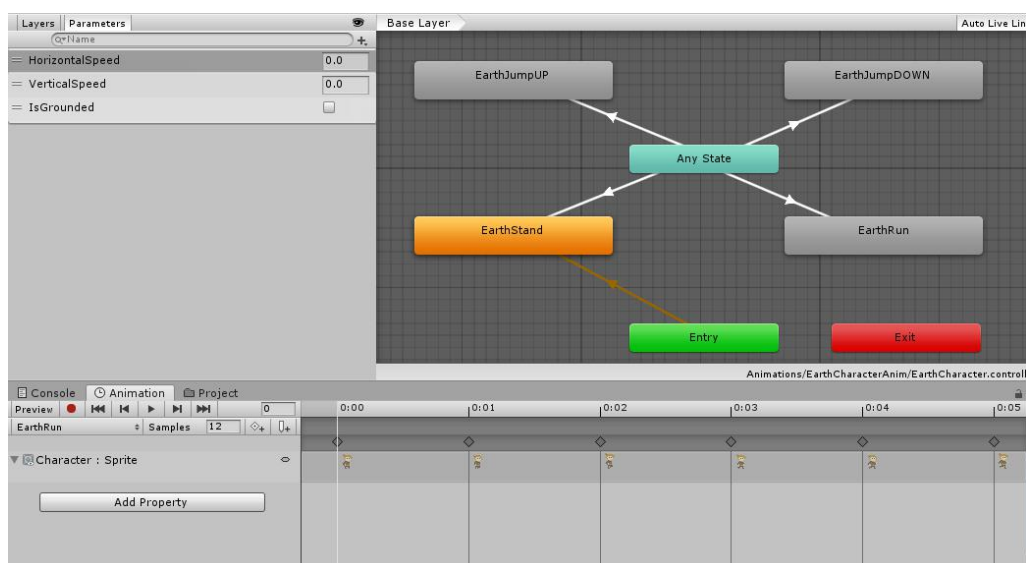 Layers Parameters Base Layer Auto Live Lin
Name
HorizontalSpeed 0.0
VerticalSpeed 0.0
IsGrounded
EarthJumpUP EarthJumpDOWN
Any State
EarthStand EarthRun
Entry Exit
Animations/EarthCharacterAnim/EarthCharacter.controll
Console Animation Project
Preview 0 0:00 0:01 0:02 0:03 0:04 0:05
EarthRun Samples 12
Character : Sprite
Add Property